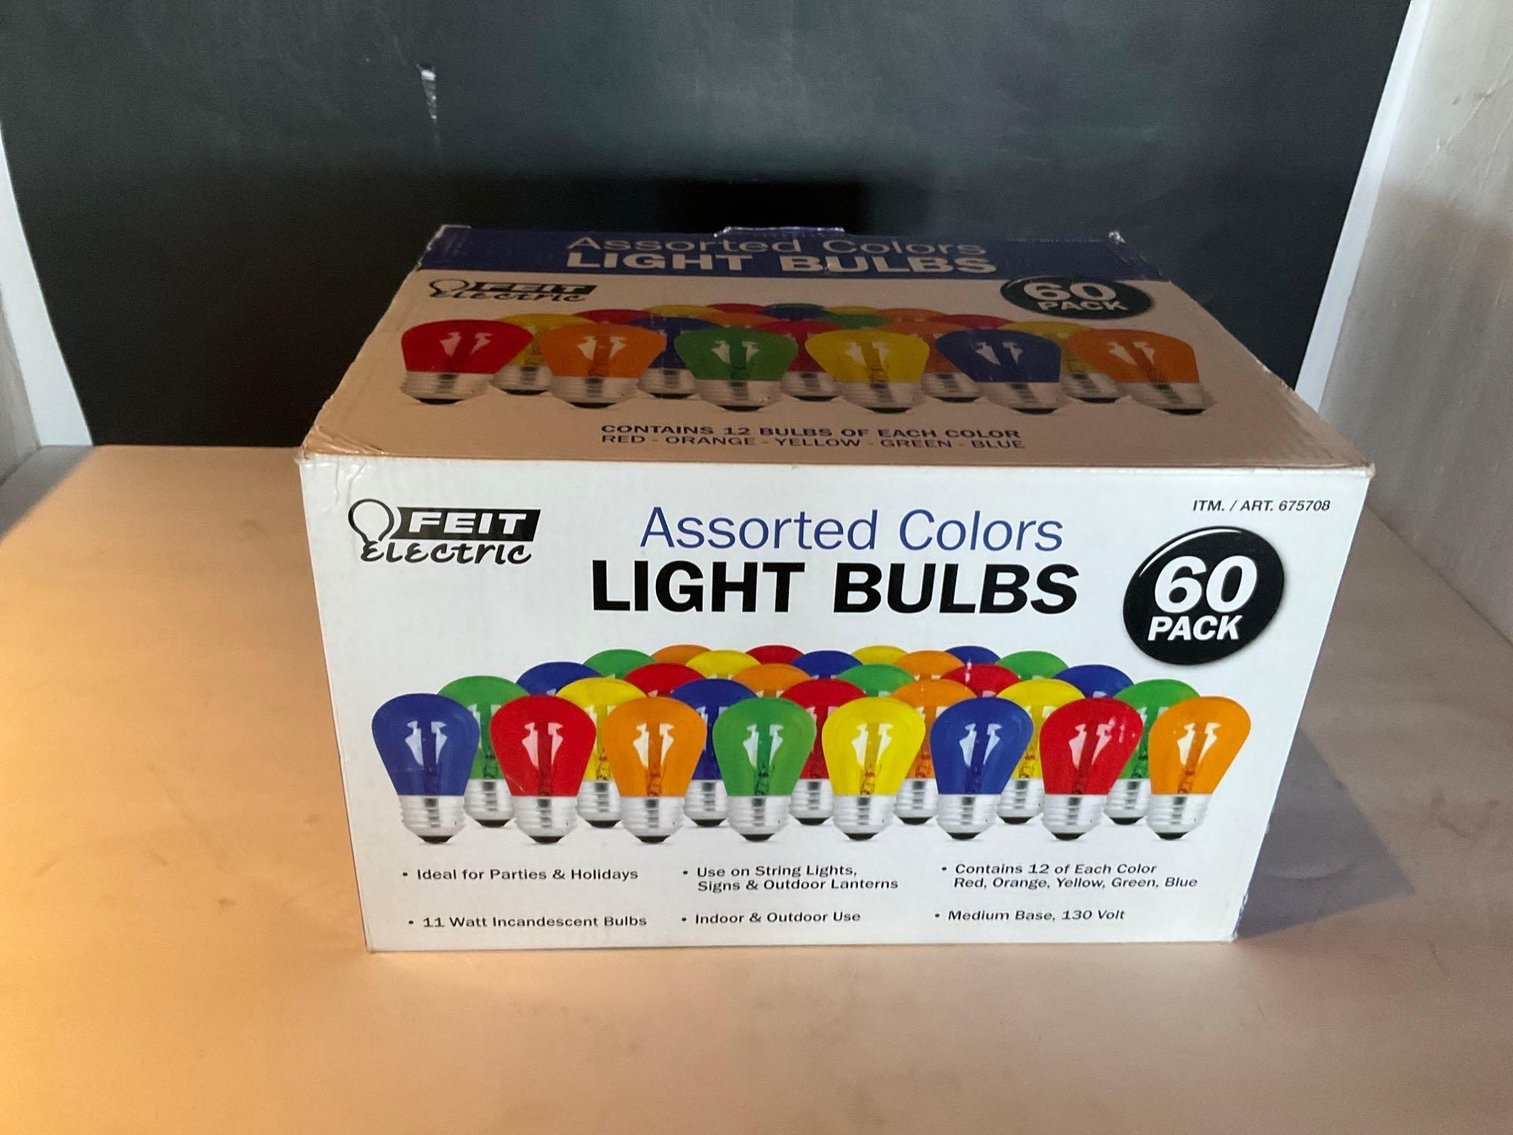 Assorted Colors
LIGHT BULBS
FEIT
Electric
60
PACK
CONTAINS 12 BULBS OF EACH COLOR
RED - ORANGE - YELLOW - GREEN - BLUE
FEIT
Electric
Assorted Colors
LIGHT BULBS
ITM. / ART. 675708
60
PACK
• Ideal for Parties & Holidays
• 11 Watt Incandescent Bulbs
• Use on String Lights,
Signs & Outdoor Lanterns
• Indoor & Outdoor Use
• Contains 12 of Each Color
Red, Orange, Yellow, Green, Blue
• Medium Base, 130 Volt